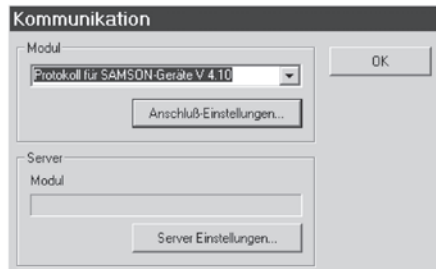 Kommunikation
Modul
Protokoll für SAMSON-Geräte V 4.10
OK
Anschluß-Einstellungen...
Server
Modul
Server Einstellungen...